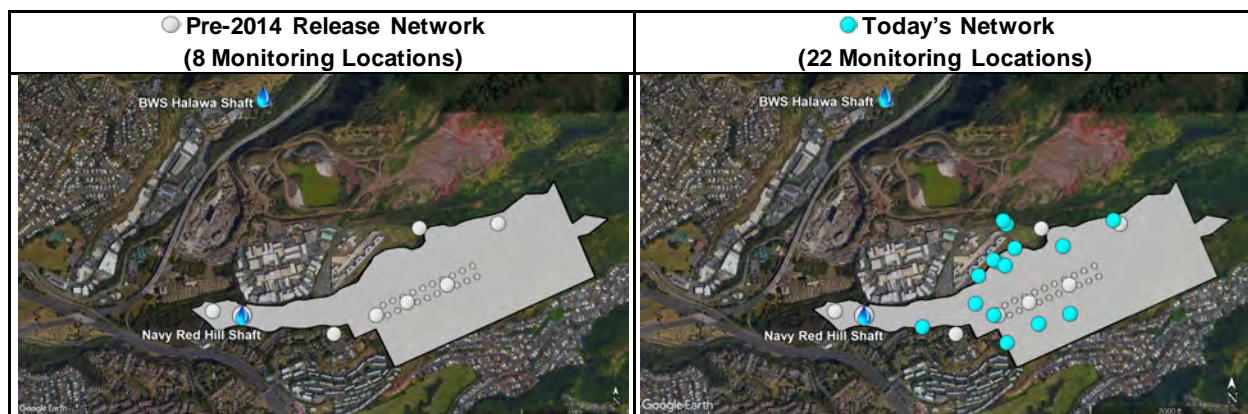 Pre-2014 Release Network
(8 Monitoring Locations)
Today's Network
(22 Monitoring Locations)
BWS Halawa Shaft
Navy Red Hill Shaft
Google Earth
N
BWS Halawa Shaft
Navy Red Hill Shaft
Google Earth
N